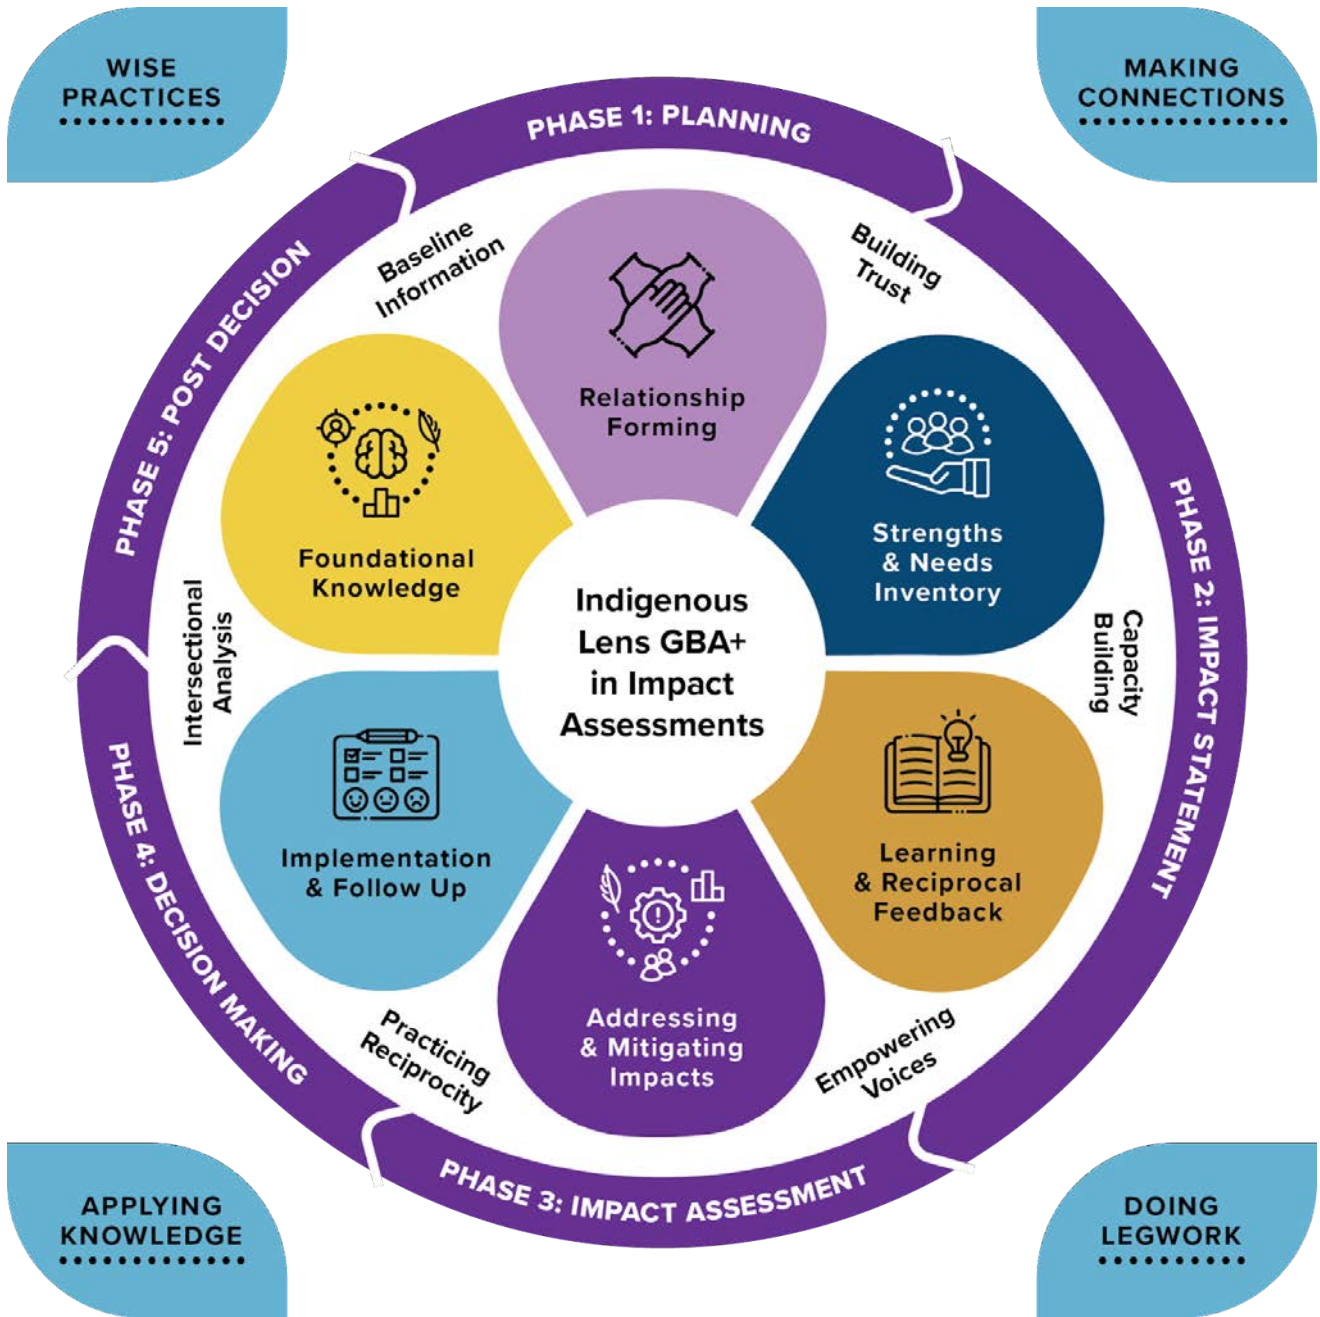 WISE
PRACTICES
MAKING
CONNECTIONS
PHASE 1: PLANNING
PHASE 2: IMPACT STATEMENT
PHASE 3: IMPACT ASSESSMENT
PHASE 4: DECISION MAKING
PHASE 5: POST DECISION
Baseline
Information
Building
Trust
Capacity
Building
Empowering
Voices
Practicing
Reciprocity
Intersectional
Analysis
Relationship
Forming
Strengths
& Needs
Inventory
Learning
& Reciprocal
Feedback
Addressing
& Mitigating
Impacts
Implementation
& Follow Up
Foundational
Knowledge
Indigenous
Lens GBA+
in Impact
Assessments
APPLYING
KNOWLEDGE
DOING
LEGWORK